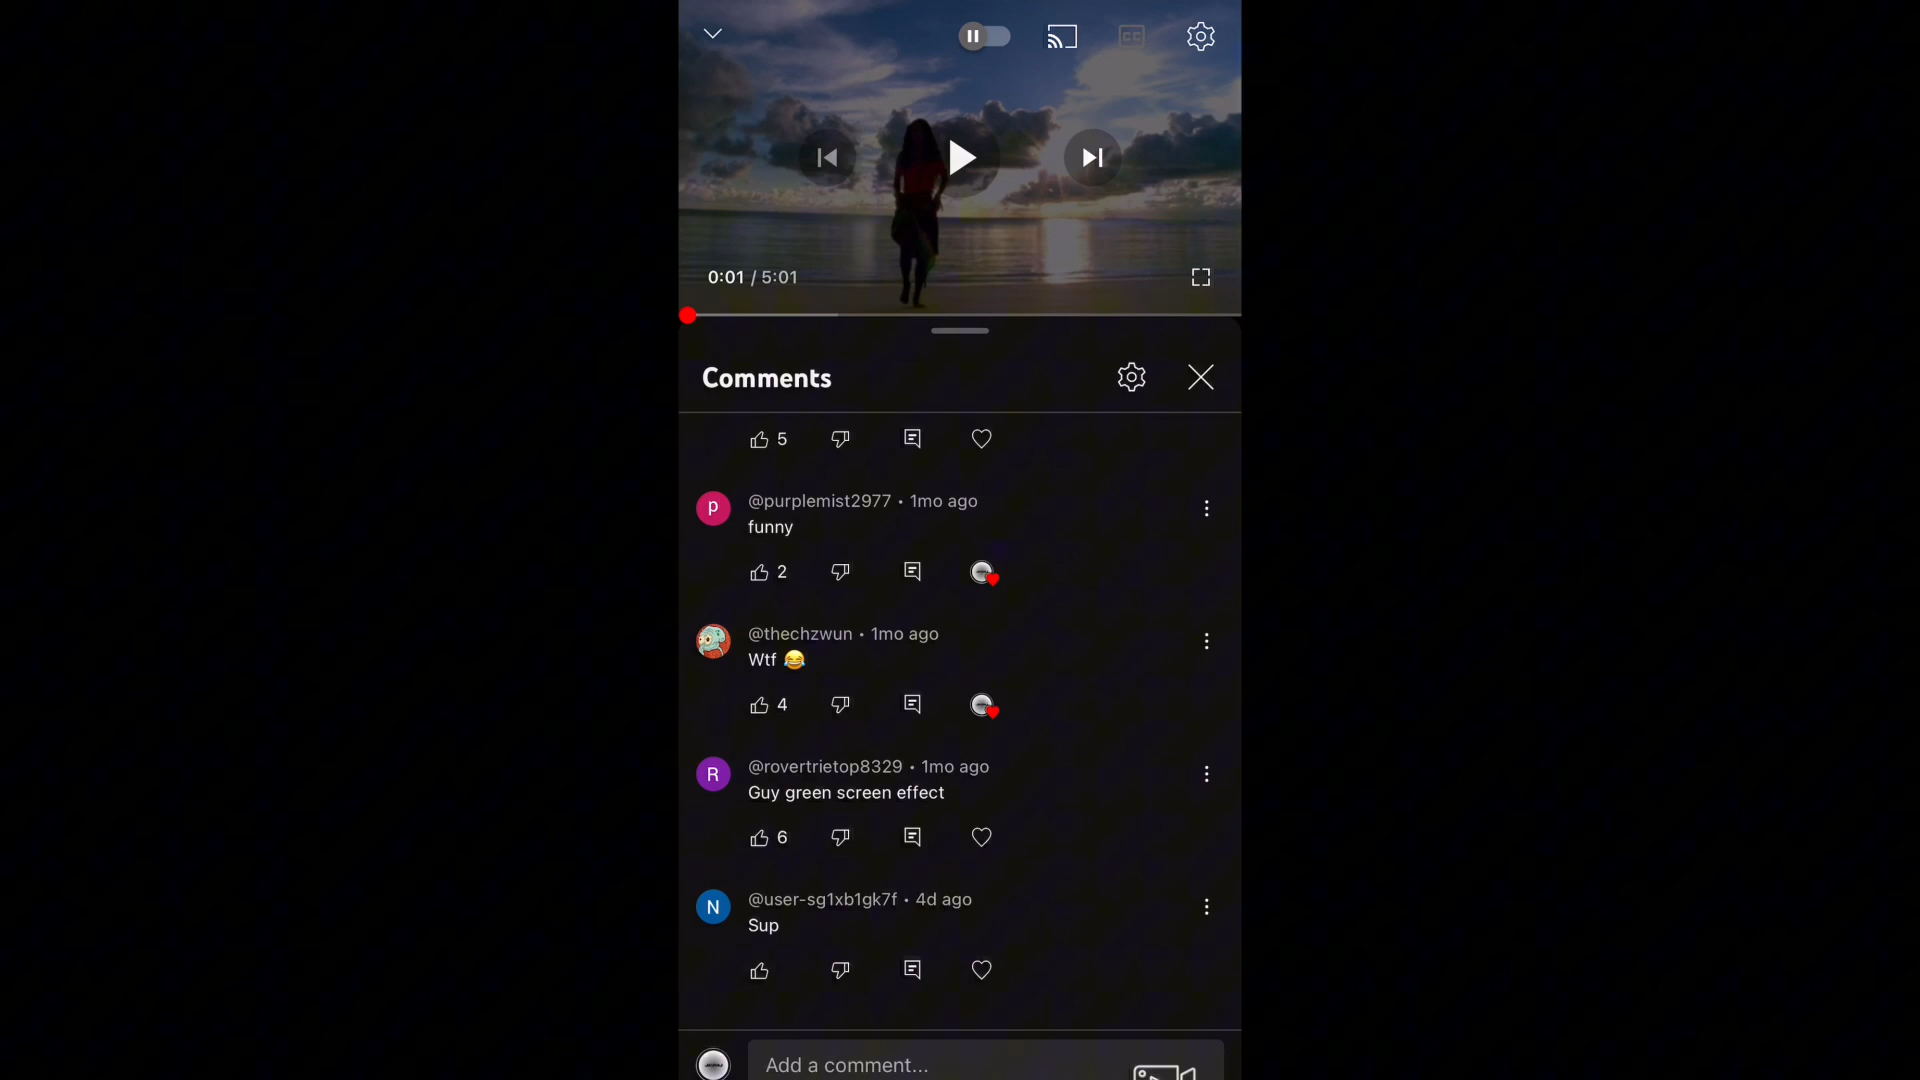 CC
0:01 / 5:01
Comments
5
P
@purplemist2977 • 1mo ago
funny
2
@thechzwun • 1mo ago
Wtf 😂
4
R
@rovertrietop8329 • 1mo ago
Guy green screen effect
6
N
@user-sg1xb1gk7f • 4d ago
Sup
Add a comment...